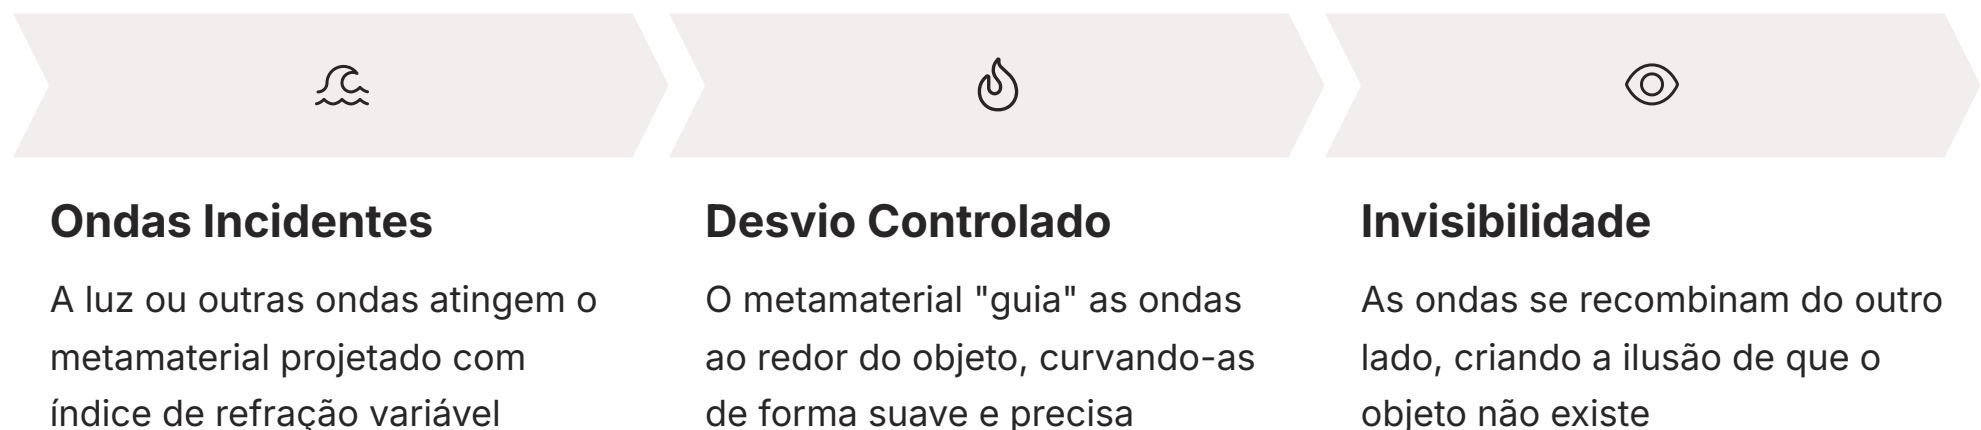 Ondas Incidentes
A luz ou outras ondas atingem o
metamaterial projetado com
índice de refração variável
Desvio Controlado
O metamaterial "guia" as ondas
ao redor do objeto, curvando-as
de forma suave e precisa
Invisibilidade
As ondas se recombinam do outro
lado, criando a ilusão de que o
objeto não existe